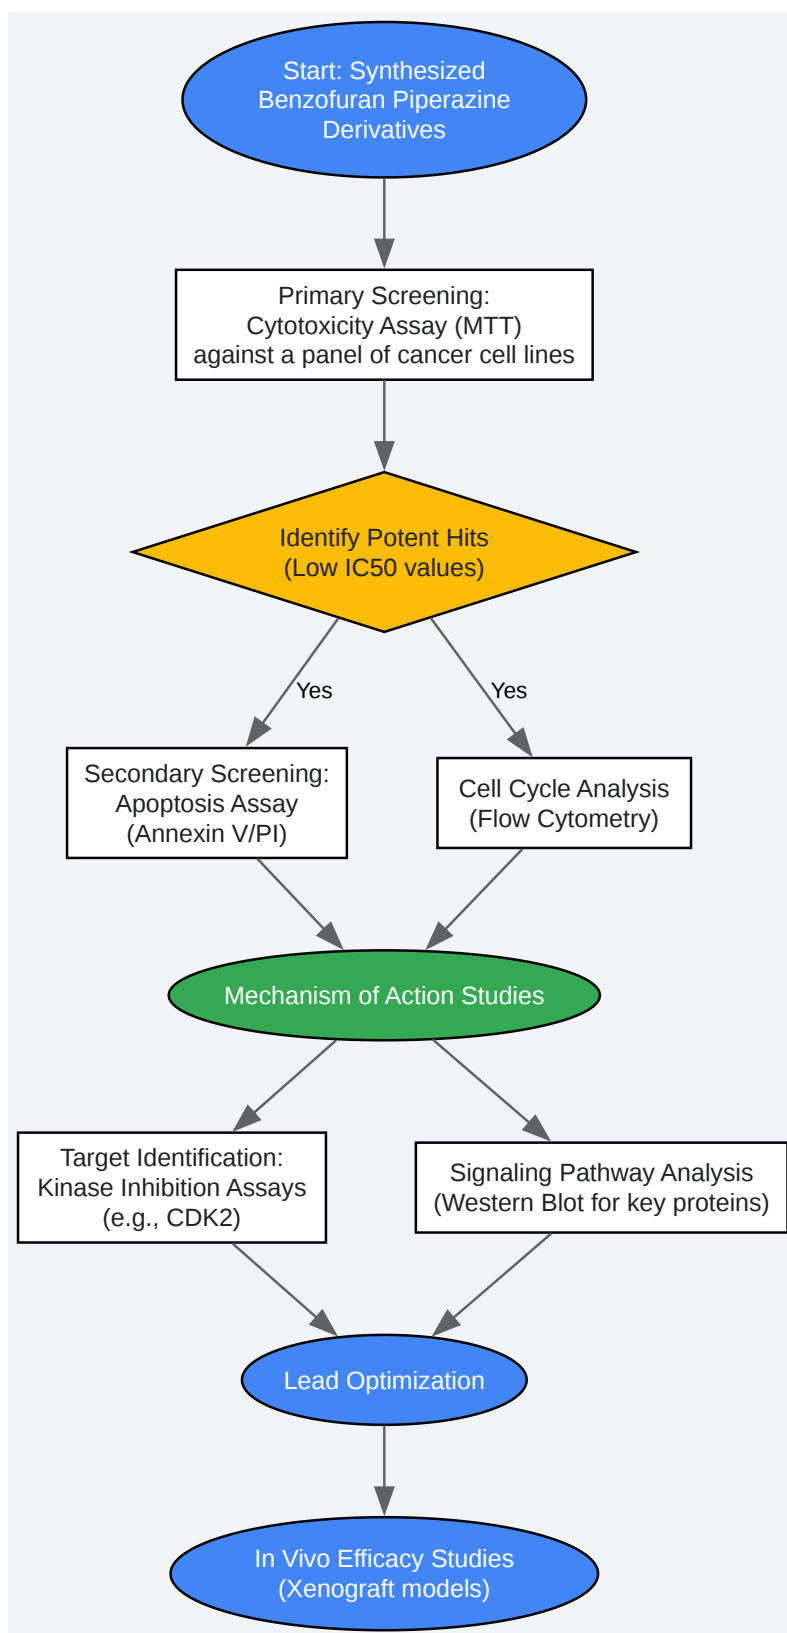 Start: Synthesized
Benzofuran Piperazine
Derivatives
Primary Screening:
Cytotoxicity Assay (MTT)
against a panel of cancer cell lines
Identify Potent Hits
(Low IC50 values)
Yes
Yes
Secondary Screening:
Apoptosis Assay
(Annexin V/PI)
Cell Cycle Analysis
(Flow Cytometry)
Mechanism of Action Studies
Target Identification:
Kinase Inhibition Assays
(e.g., CDK2)
Signaling Pathway Analysis
(Western Blot for key proteins)
Lead Optimization
In Vivo Efficacy Studies
(Xenograft models)